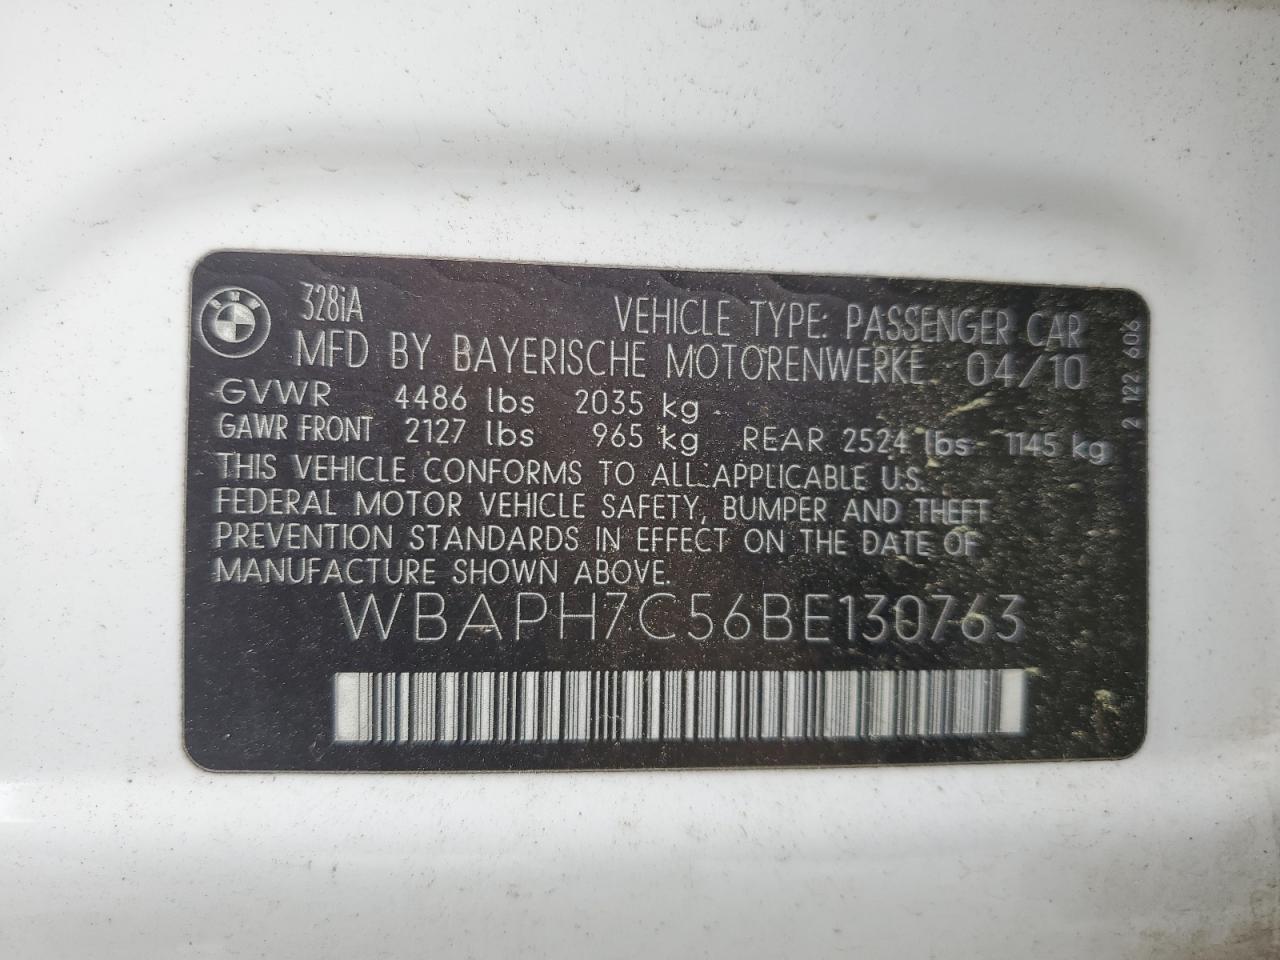 BMW
328iA VEHICLE TYPE: PASSENGER CAR
MFD BY BAYERISCHE MOTORENWERKE 04/10
GVWR 4486 lbs 2035 kg
GAWR FRONT 2127 lbs 965 kg REAR 2524 lbs 1145 kg
THIS VEHICLE CONFORMS TO ALL APPLICABLE U.S.
FEDERAL MOTOR VEHICLE SAFETY, BUMPER AND THEFT
PREVENTION STANDARDS IN EFFECT ON THE DATE OF
MANUFACTURE SHOWN ABOVE.
WBAPH7C56BE130763
2 122 606